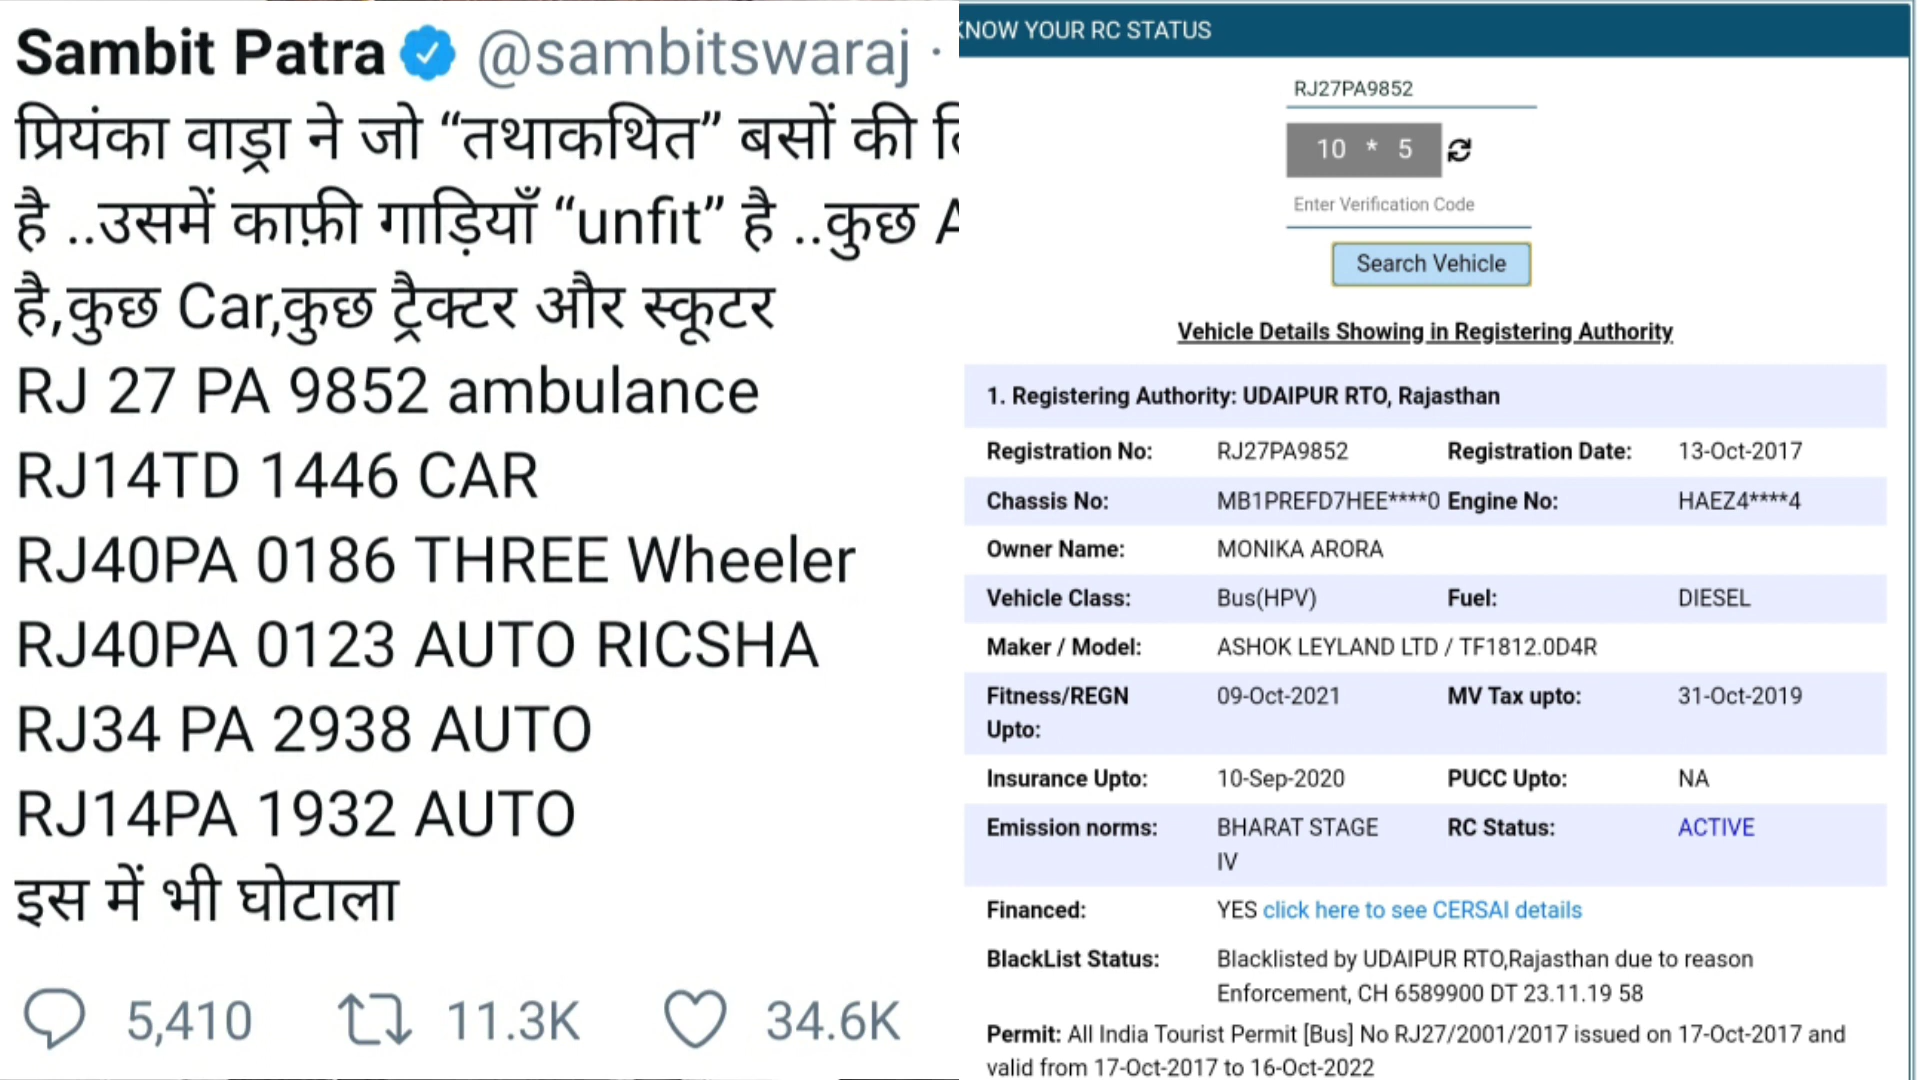 Sambit Patra @sambitswaraj ·
प्रियंका वाड्रा ने जो “तथाकथित” बसों की
है ..उसमें काफ़ी गाड़ियाँ “unfit” है ..कुछ A
है,कुछ Car,कुछ ट्रैक्टर और स्कूटर
RJ 27 PA 9852 ambulance
RJ14TD 1446 CAR
RJ40PA 0186 THREE Wheeler
RJ40PA 0123 AUTO RICSHA
RJ34 PA 2938 AUTO
RJ14PA 1932 AUTO
इस में भी घोटाला
5,410 11.3K 34.6K
KNOW YOUR RC STATUS
RJ27PA9852
10 * 5
Enter Verification Code
Search Vehicle
Vehicle Details Showing in Registering Authority
1. Registering Authority: UDAIPUR RTO, Rajasthan
Registration No: RJ27PA9852 Registration Date: 13-Oct-2017
Chassis No: MB1PREFD7HEE****0 Engine No: HAEZ4****4
Owner Name: MONIKA ARORA
Vehicle Class: Bus(HPV) Fuel: DIESEL
Maker / Model: ASHOK LEYLAND LTD / TF1812.0D4R
Fitness/REGN 09-Oct-2021 MV Tax upto: 31-Oct-2019
Upto:
Insurance Upto: 10-Sep-2020 PUCC Upto: NA
Emission norms: BHARAT STAGE RC Status: ACTIVE
IV
Financed: YES click here to see CERSAI details
BlackList Status: Blacklisted by UDAIPUR RTO,Rajasthan due to reason
Enforcement, CH 6589900 DT 23.11.19 58
Permit: All India Tourist Permit [Bus] No RJ27/2001/2017 issued on 17-Oct-2017 and
valid from 17-Oct-2017 to 16-Oct-2022